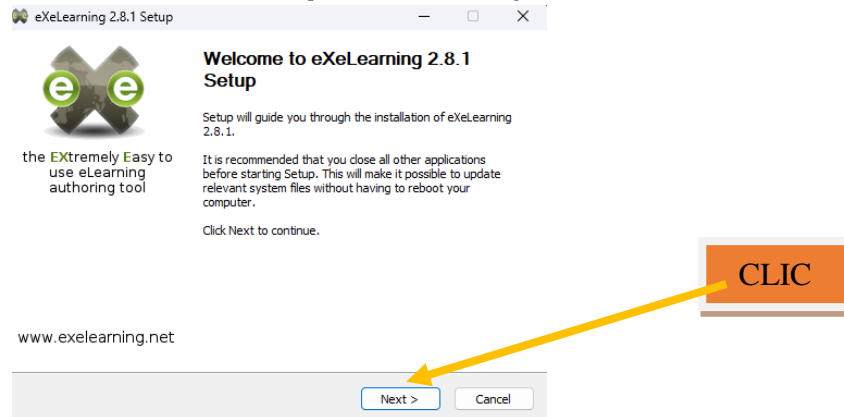 eXeLearning 2.8.1 Setup
Welcome to eXeLearning 2.8.1
Setup
Setup will guide you through the installation of eXeLearning
2.8.1.
the EXtremely Easy to
use eLearning
authoring tool
It is recommended that you close all other applications
before starting Setup. This will make it possible to update
relevant system files without having to reboot your
computer.
Click Next to continue.
CLIC
www.exelearning.net
Next >
Cancel